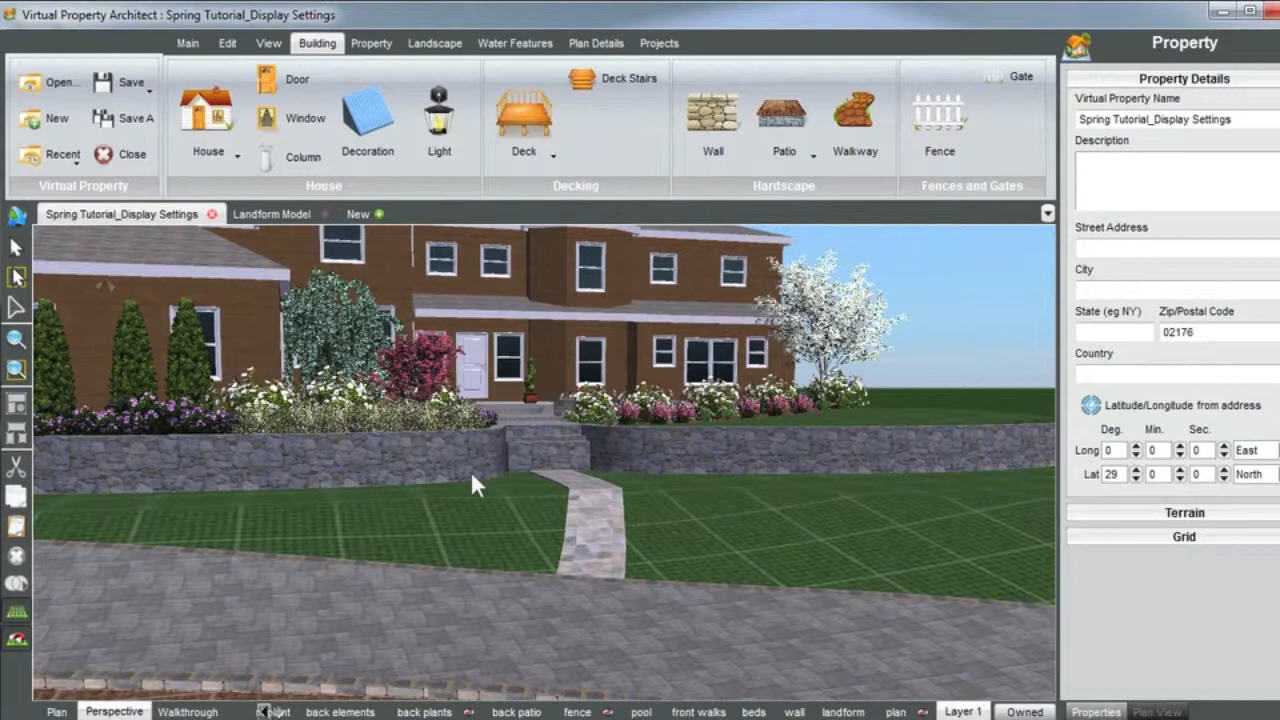 Virtual Property Architect : Spring Tutorial_Display Settings
Main Edit View Building Property Landscape Water Features Plan Details Projects
Property
Open... Save
New Save A
Recent Close
Virtual Property
House
Door
Window
Column
Decoration
Light
House
Deck
Deck Stairs
Decking
Wall
Patio
Walkway
Hardscape
Fence
Gate
Fences and Gates
Spring Tutorial_Display Settings Landform Model New
Property Details
Virtual Property Name
Spring Tutorial_Display Settings
Description
Street Address
City
State (eg NY) Zip/Postal Code
02176
Country
Latitude/Longitude from address
Deg. Min. Sec.
Long 0 0 0 East
Lat 29 0 0 North
Terrain
Grid
Plan Perspective Walkthrough back elements back plants back patio fence pool front walks beds wall landform plan Layer 1 Owned Properties Plan View